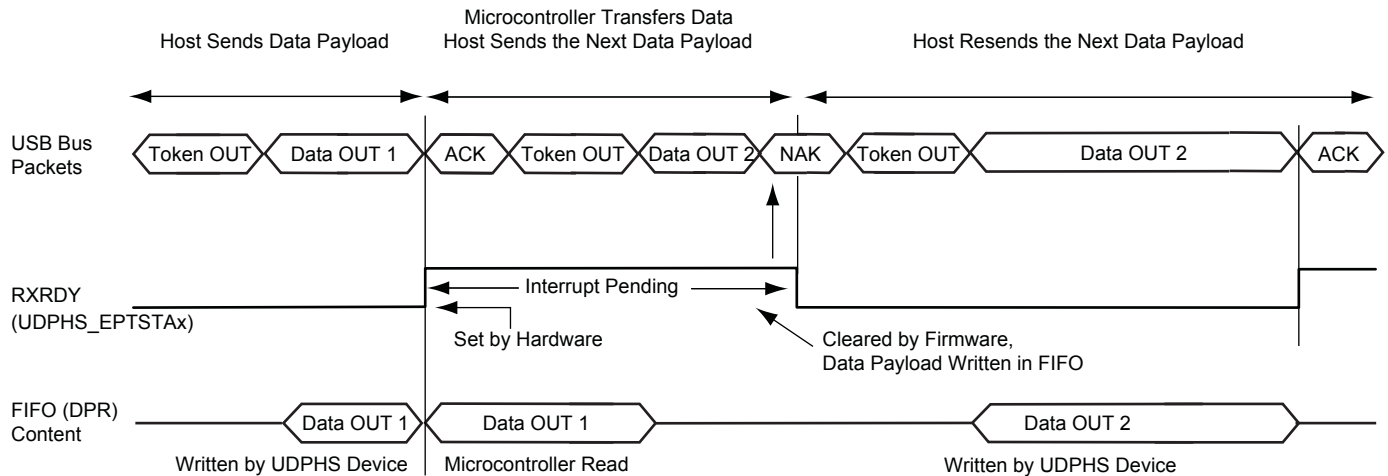 Microcontroller Transfers Data
Host Sends Data Payload
Host Sends the Next Data Payload
Host Resends the Next Data Payload
USB Bus
Packets
Token OUT
Data OUT 1
ACK
Token OUT
Data OUT 2
NAK
Token OUT
Data OUT 2
ACK
RXRDY
(UDPHS_EPTSTAx)
Interrupt Pending
Set by Hardware
Cleared by Firmware,
Data Payload Written in FIFO
FIFO (DPR)
Content
Data OUT 1
Data OUT 1
Data OUT 2
Written by UDPHS Device
Microcontroller Read
Written by UDPHS Device